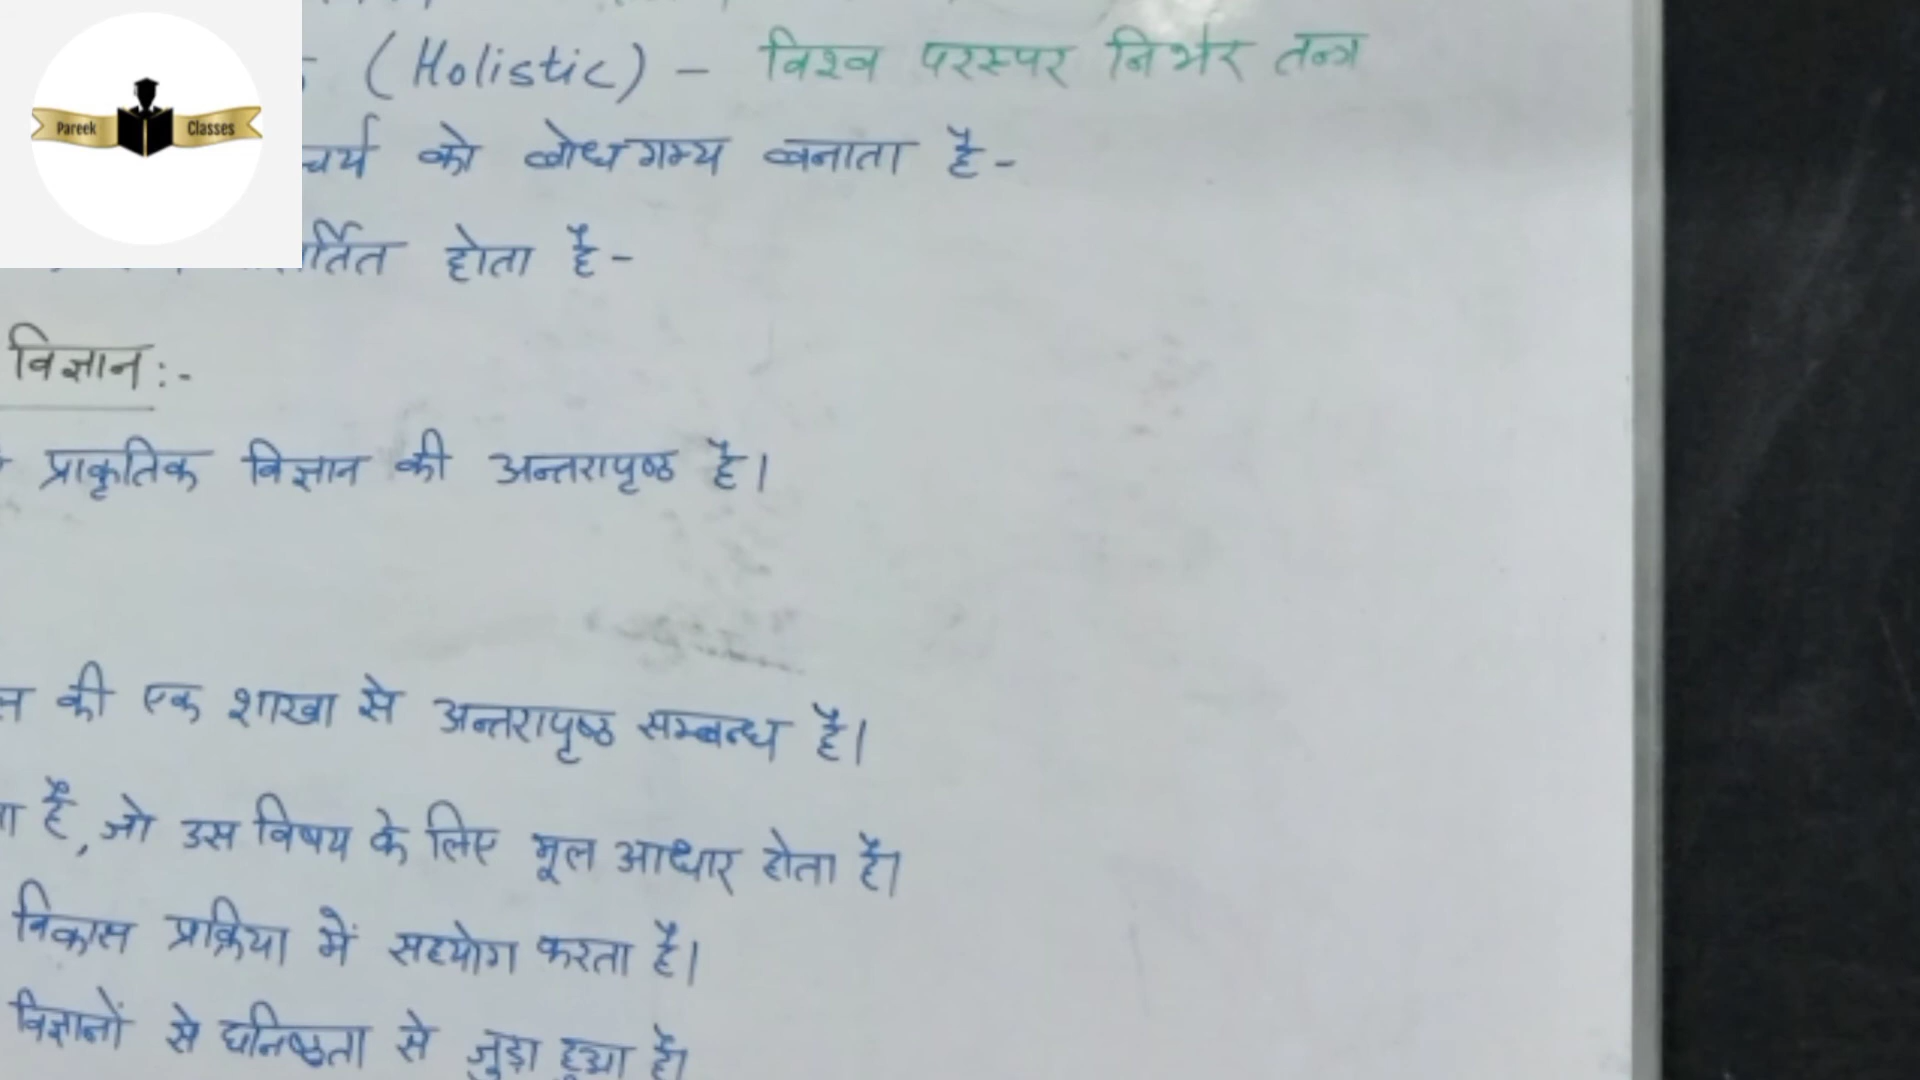 Pareek Classes
(Holistic) - विश्व परस्पर निर्भर तन्त्र
को बोधगम्य बनाता है -
होता है -
विज्ञान :-
प्राकृतिक विज्ञान की अन्तरापृष्ठ है।
की एक शाखा से अन्तरापृष्ठ सम्बन्ध है।
है, जो उस विषय के लिए मूल आधार होता है।
विकास प्रक्रिया में सहयोग करता है।
विज्ञानों से घनिष्ठता से जुड़ा हुआ है।